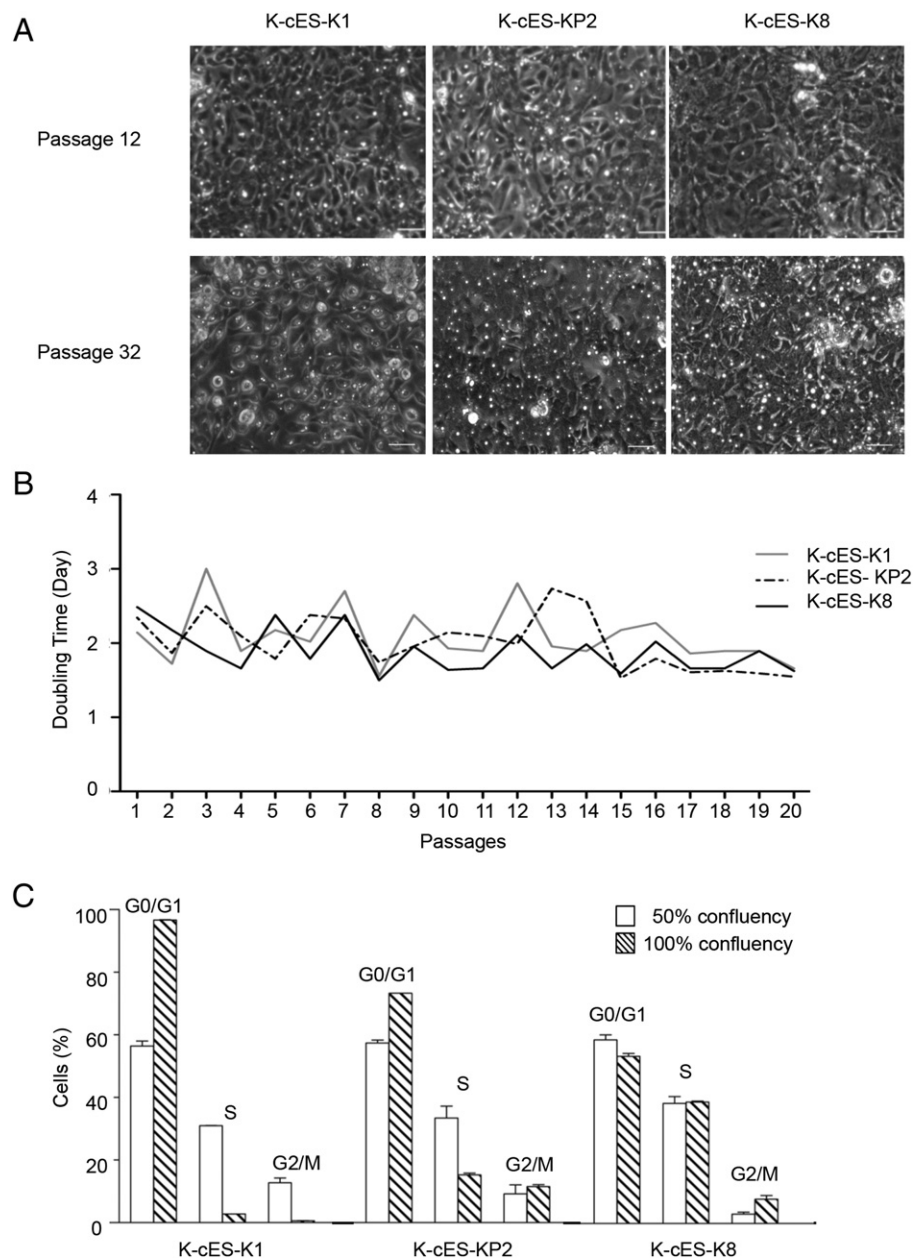 A
K-cES-K1 K-cES-KP2 K-cES-K8
Passage 12
Passage 32
B
4
3
2
1
0
Doubling Time (Day)
K-cES-K1
K-cES- KP2
K-cES-K8
1 2 3 4 5 6 7 8 9 10 11 12 13 14 15 16 17 18 19 20
Passages
C
100
80
60
40
20
0
Cells (%)
50% confluency
100% confluency
G0/G1 S G2/M
G0/G1 S G2/M
G0/G1 S G2/M
K-cES-K1 K-cES-KP2 K-cES-K8